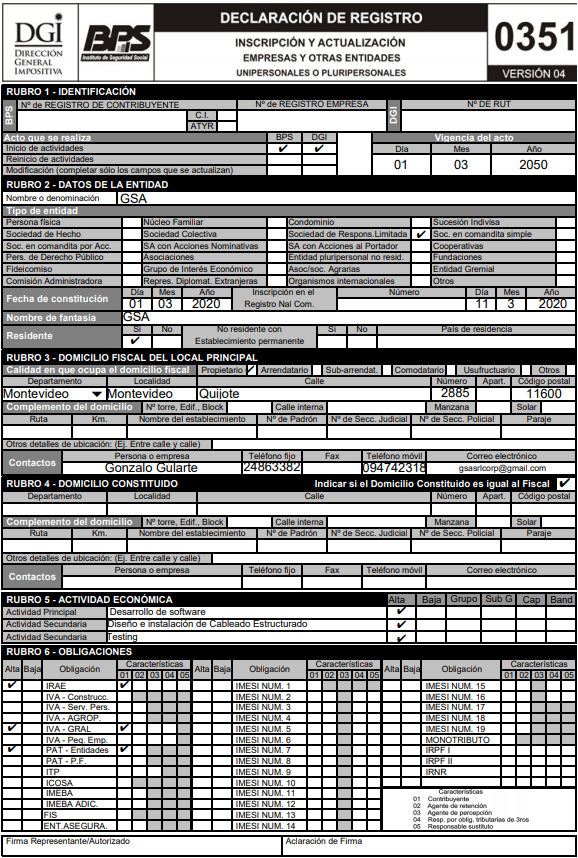 DGI
DIRECCIÓN
GENERAL
IMPOSITIVA
BPS
Instituto de Seguridad Social
DECLARACIÓN DE REGISTRO
INSCRIPCIÓN Y ACTUALIZACIÓN
EMPRESAS Y OTRAS ENTIDADES
UNIPERSONALES O PLURIPERSONALES
0351
VERSIÓN 04
RUBRO 1 - IDENTIFICACIÓN
BPS Nº de REGISTRO DE CONTRIBUYENTE Nº de REGISTRO EMPRESA DGI Nº DE RUT
C.I.
ATYR
Acto que se realiza BPS DGI Vigencia del acto
Inicio de actividades ✔ ✔ Día Mes Año
Reinicio de actividades 01 03 2050
Modificación (completar sólo los campos que se actualizan)
RUBRO 2 - DATOS DE LA ENTIDAD
Nombre o denominación GSA
Tipo de entidad
Persona física Núcleo Familiar Condominio Sucesión Indivisa
Sociedad de Hecho Sociedad Colectiva Sociedad de Respons.Limitada ✔ Soc. en comandita simple
Soc. en comandita por Acc. SA con Acciones Nominativas SA con Acciones al Portador Cooperativas
Pers. de Derecho Público Asociaciones Entidad pluripersonal no resid. Fundaciones
Fideicomiso Grupo de Interés Económico Asoc/soc. Agrarias Entidad Gremial
Comisión Administradora Repres. Diplomat. Extranjeras Organismos internacionales Otros
Fecha de constitución Día Mes Año Inscripción en el Número Día Mes Año
01 03 2020 Registro Nal Com. 11 3 2020
Nombre de fantasía GSA
Residente Si No No residente con Si No País de residencia
✔ Establecimiento permanente
RUBRO 3 - DOMICILIO FISCAL DEL LOCAL PRINCIPAL
Calidad en que ocupa el domicilio fiscal Propietario ✔ Arrendatario Sub-arrendat. Comodatario Usufructuario Otros
Departamento Localidad Calle Número Apart. Código postal
Montevideo Montevideo Quijote 2885 11600
Complemento del domicilio Nº torre, Edif., Block Calle interna Manzana Solar
Ruta Km. Nombre del establecimiento Nº de Padrón Nº de Secc. Judicial Nº de Secc. Policial Paraje
Otros detalles de ubicación: (Ej. Entre calle y calle)
Contactos Persona o empresa Teléfono fijo Fax Teléfono móvil Correo electrónico
Gonzalo Gularte 24863382 094742318 gsasrlcorp@gmail.com
RUBRO 4 - DOMICILIO CONSTITUIDO Indicar si el Domicilio Constituido es igual al Fiscal ✔
Departamento Localidad Calle Número Apart. Código postal
Complemento del domicilio Nº torre, Edif., Block Calle interna Manzana Solar
Ruta Km. Nombre del establecimiento Nº de Padrón Nº de Secc. Judicial Nº de Secc. Policial Paraje
Otros detalles de ubicación: (Ej. Entre calle y calle)
Contactos Persona o empresa Teléfono fijo Fax Teléfono móvil Correo electrónico
RUBRO 5 - ACTIVIDAD ECONÓMICA Alta Baja Grupo Sub G Cap Band
Actividad Principal Desarrollo de software ✔
Actividad Secundaria Diseño e instalación de Cableado Estructurado ✔
Actividad Secundaria Testing ✔
RUBRO 6 - OBLIGACIONES
Alta Baja Obligación Características Alta Baja Obligación Características Alta Baja Obligación Características
01 02 03 04 05 01 02 03 04 05 01 02 03 04 05
✔ IRAE ✔ IMESI NUM. 1 IMESI NUM. 15
IVA - Construcc. IMESI NUM. 2 IMESI NUM. 16
IVA - Serv. Pers. IMESI NUM. 3 IMESI NUM. 17
IVA - AGROP. IMESI NUM. 4 IMESI NUM. 18
✔ IVA - GRAL ✔ IMESI NUM. 5 IMESI NUM. 19
IVA - Peq. Emp. IMESI NUM. 6 MONOTRIBUTO
✔ PAT - Entidades ✔ IMESI NUM. 7 IRPF I
PAT - P.F. IMESI NUM. 8 IRPF II
ITP IMESI NUM. 9 IRNR
ICOSA IMESI NUM. 10
IMEBA IMESI NUM. 11
IMEBA ADIC. IMESI NUM. 12
FIS IMESI NUM. 13
ENT.ASEGURA. IMESI NUM. 14
Características
01 Contribuyente
02 Agente de retención
03 Agente de percepción
04 Resp. por oblig. tributarias de 3ros
05 Responsable sustituto
Firma Representante/Autorizado Aclaración de Firma